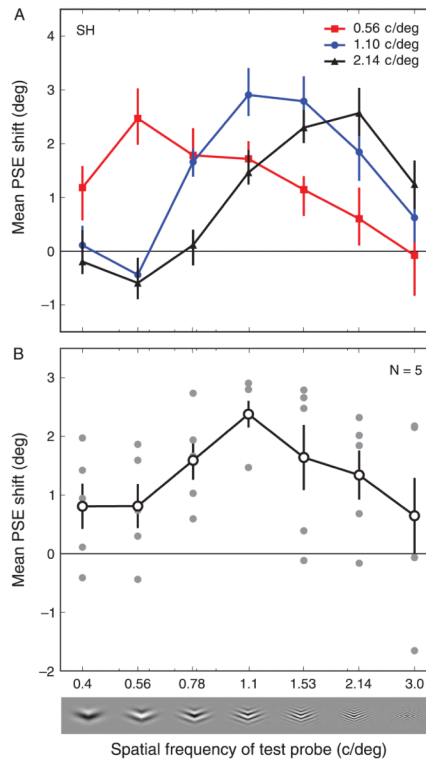 A
SH
0.56 c/deg
1.10 c/deg
2.14 c/deg
Mean PSE shift (deg)
4
3
2
1
0
−1
B
N = 5
Mean PSE shift (deg)
3
2
1
0
−1
−2
0.4 0.56 0.78 1.1 1.53 2.14 3.0
Spatial frequency of test probe (c/deg)